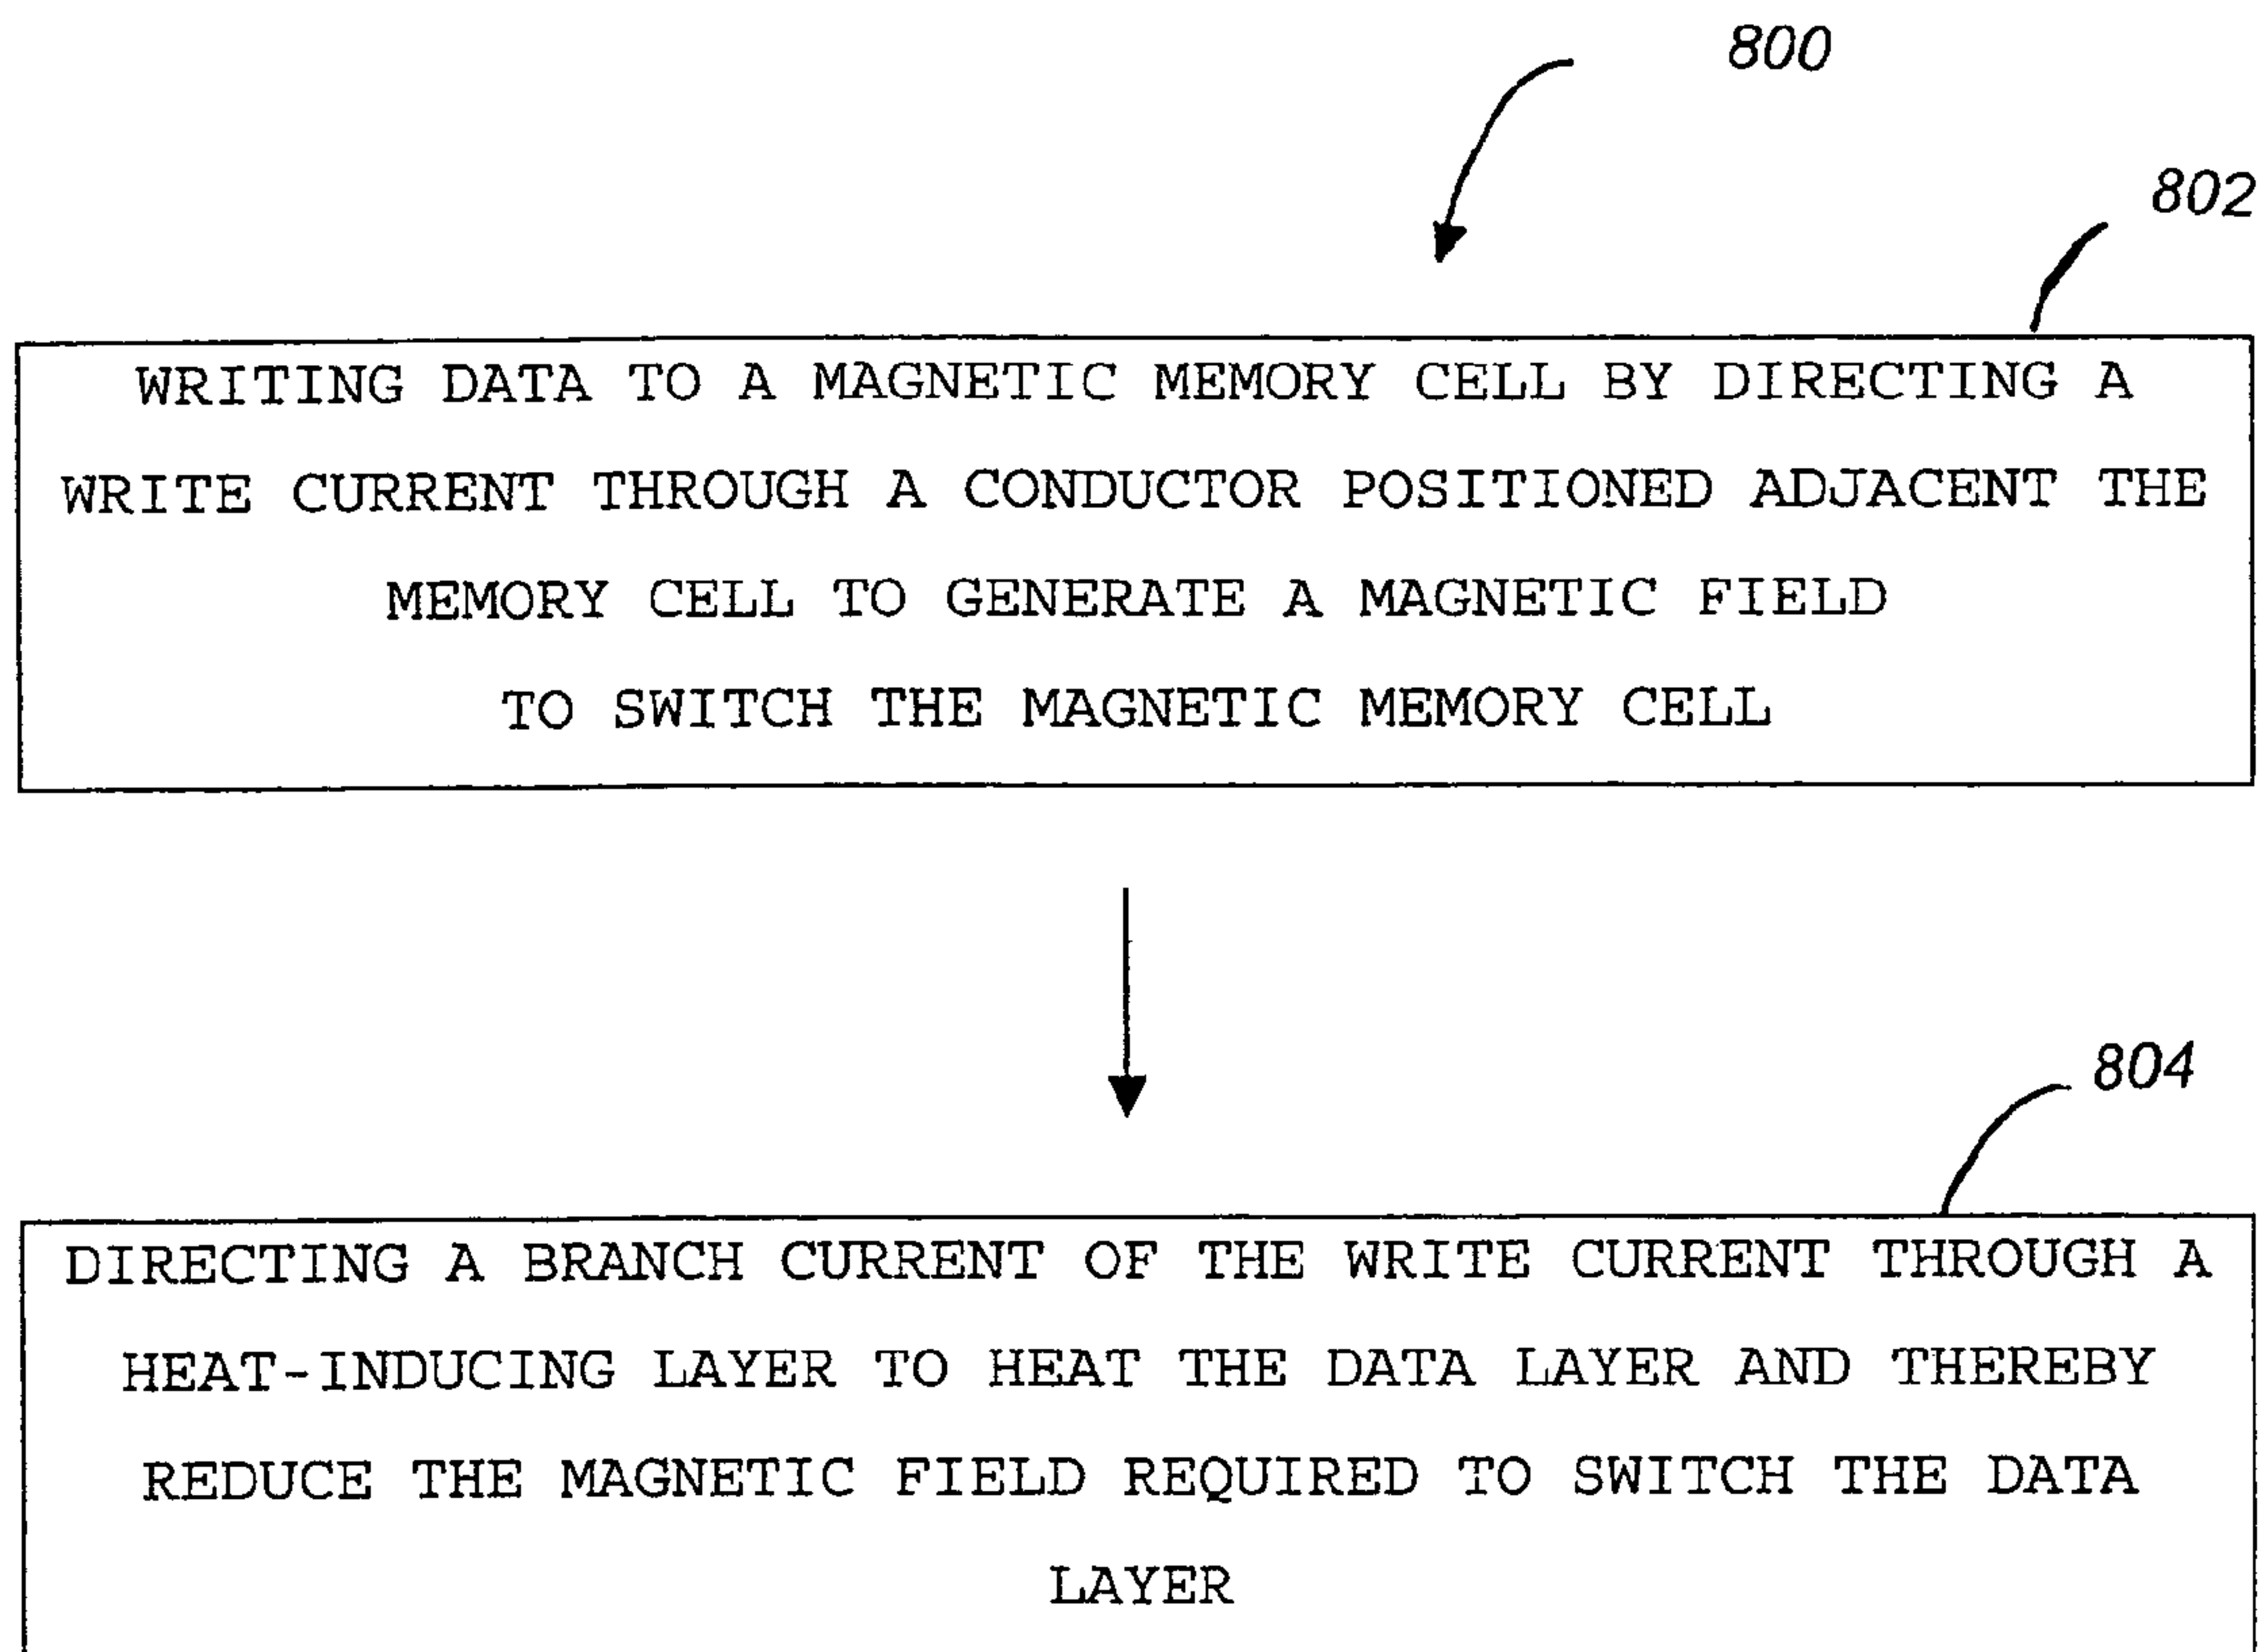 800
802
WRITING DATA TO A MAGNETIC MEMORY CELL BY DIRECTING A
WRITE CURRENT THROUGH A CONDUCTOR POSITIONED ADJACENT THE
MEMORY CELL TO GENERATE A MAGNETIC FIELD
TO SWITCH THE MAGNETIC MEMORY CELL
804
DIRECTING A BRANCH CURRENT OF THE WRITE CURRENT THROUGH A
HEAT-INDUCING LAYER TO HEAT THE DATA LAYER AND THEREBY
REDUCE THE MAGNETIC FIELD REQUIRED TO SWITCH THE DATA
LAYER